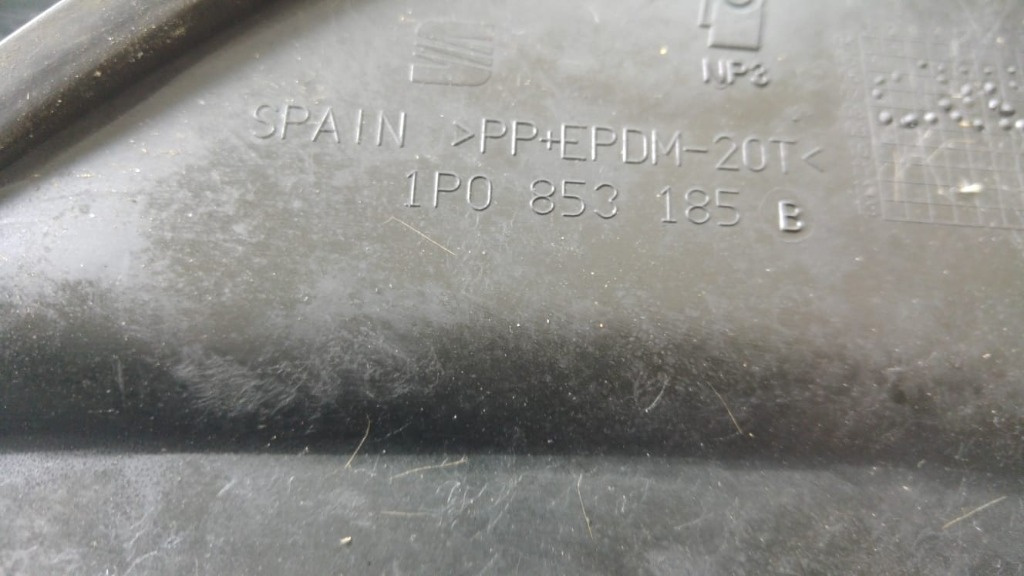 NP3
SPAIN >PP+EPDM-20T<
1P0 853 185 B